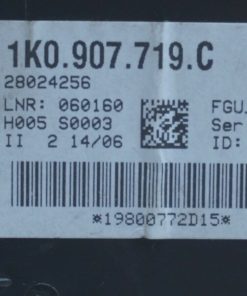 1K0.907.719.C
28024256
LNR: 060160
H005 S0003
II 2 14/06
FGU.
Ser
ID:
*19800772D15*